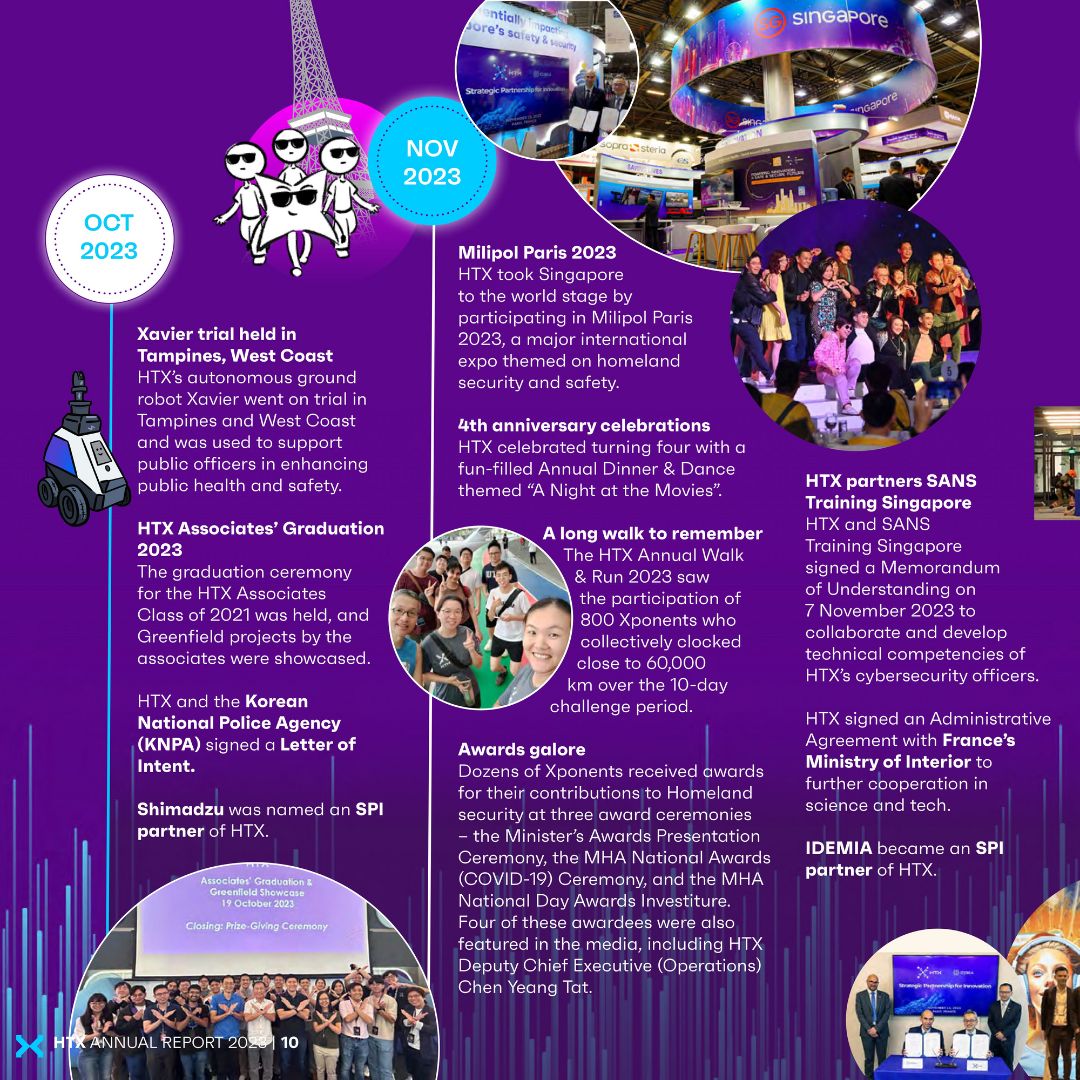 OCT
2023
Xavier trial held in
Tampines, West Coast
HTX's autonomous ground
robot Xavier went on trial in
Tampines and West Coast
and was used to support
public officers in enhancing
public health and safety.
HTX Associates' Graduation
2023
The graduation ceremony
for the HTX Associates
Class of 2021 was held, and
Greenfield projects by the
associates were showcased.
HTX and the Korean
National Police Agency
(KNPA) signed a Letter of
Intent.
Shimadzu was named an SPI
partner of HTX.
Associates' Graduation &
Greenfield Showcase
19 October 2023
Closing: Prize-Giving Ceremony
NOV
2023
entially impacting
ore's safety & security
HTX
IDEMIA
Strategic Partnership for Innovation
NOVEMBER 15, 2023
PARIS, FRANCE
SG SINGAPORE
SINGAPORE
sopra steria
Milipol Paris 2023
HTX took Singapore
to the world stage by
participating in Milipol Paris
2023, a major international
expo themed on homeland
security and safety.
4th anniversary celebrations
HTX celebrated turning four with a
fun-filled Annual Dinner & Dance
themed “A Night at the Movies”.
A long walk to remember
The HTX Annual Walk
& Run 2023 saw
the participation of
800 Xponents who
collectively clocked
close to 60,000
km over the 10-day
challenge period.
Awards galore
Dozens of Xponents received awards
for their contributions to Homeland
security at three award ceremonies
– the Minister's Awards Presentation
Ceremony, the MHA National Awards
(COVID-19) Ceremony, and the MHA
National Day Awards Investiture.
Four of these awardees were also
featured in the media, including HTX
Deputy Chief Executive (Operations)
Chen Yeang Tat.
5
HTX partners SANS
Training Singapore
HTX and SANS
Training Singapore
signed a Memorandum
of Understanding on
7 November 2023 to
collaborate and develop
technical competencies of
HTX's cybersecurity officers.
HTX signed an Administrative
Agreement with France's
Ministry of Interior to
further cooperation in
science and tech.
IDEMIA became an SPI
partner of HTX.
HTX
IDEMIA
Strategic Partnership for Innovation
HTX ANNUAL REPORT 2023 | 10